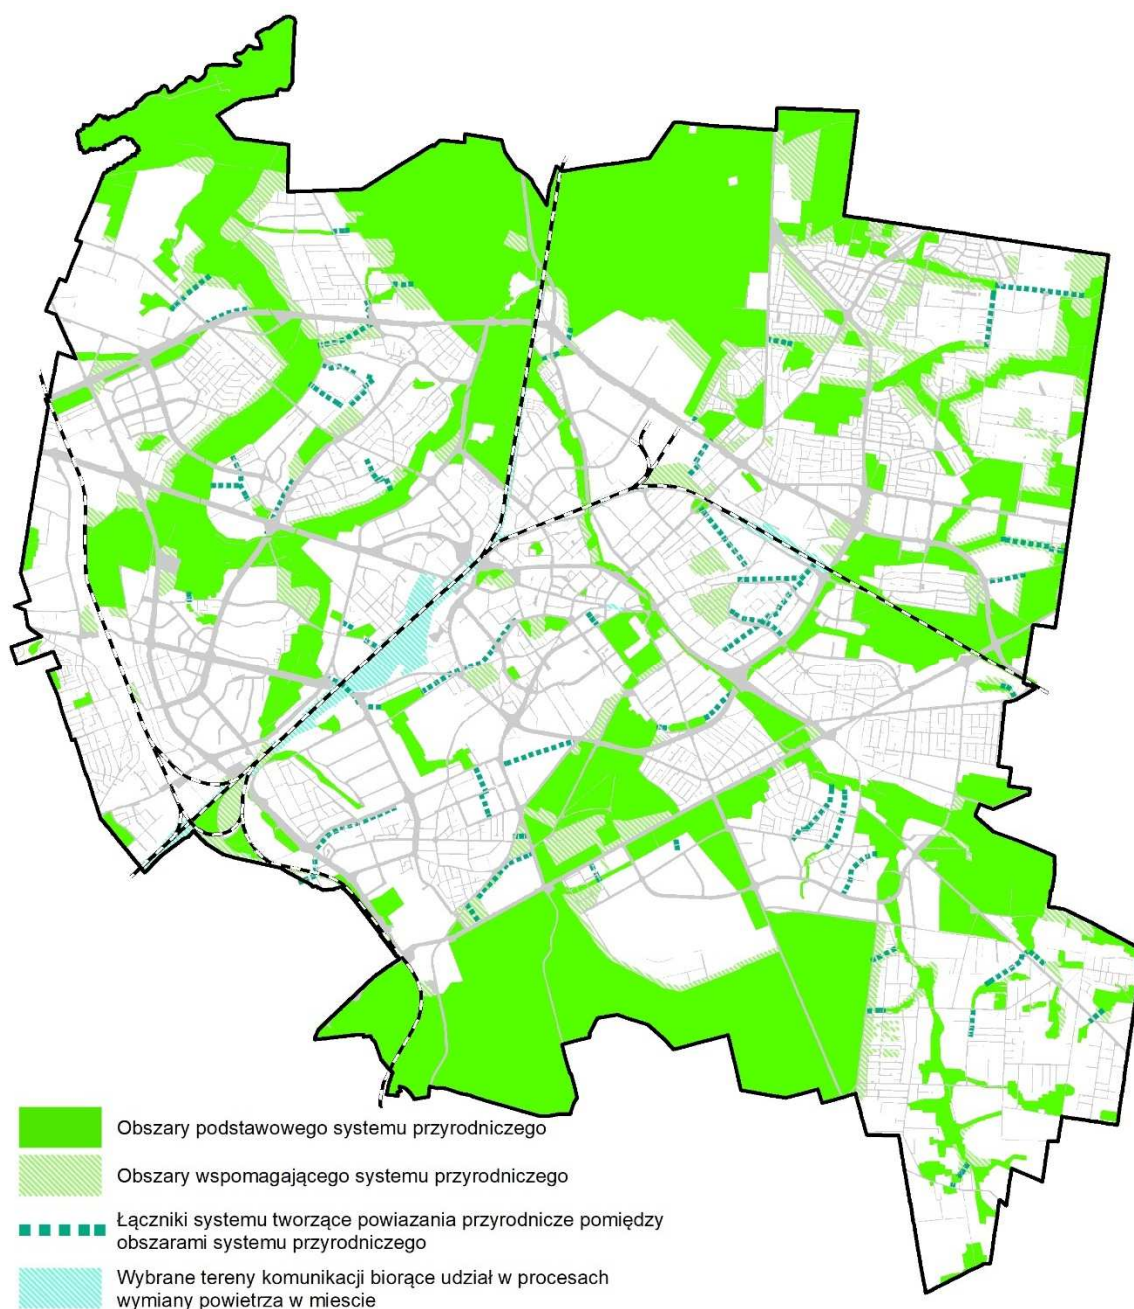 Obszary podstawowego systemu przyrodniczego
Obszary wspomagającego systemu przyrodniczego
Łączniki systemu tworzące powiazania przyrodnicze pomiędzy
obszarami systemu przyrodniczego
Wybrane tereny komunikacji biorące udział w procesach
wymiany powietrza w miescie